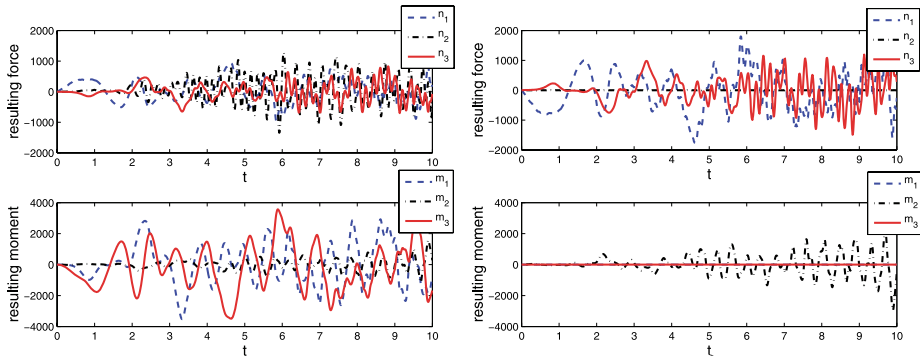 n1
n2
n3
2000
1000
0
−1000
−2000
resulting force
0 1 2 3 4 5 6 7 8 9 10
t
n1
n2
n3
2000
1000
0
−1000
−2000
resulting force
0 1 2 3 4 5 6 7 8 9 10
t
m1
m2
m3
4000
2000
0
−2000
−4000
resulting moment
0 1 2 3 4 5 6 7 8 9 10
t
m1
m2
m3
4000
2000
0
−2000
−4000
resulting moment
0 1 2 3 4 5 6 7 8 9 10
t